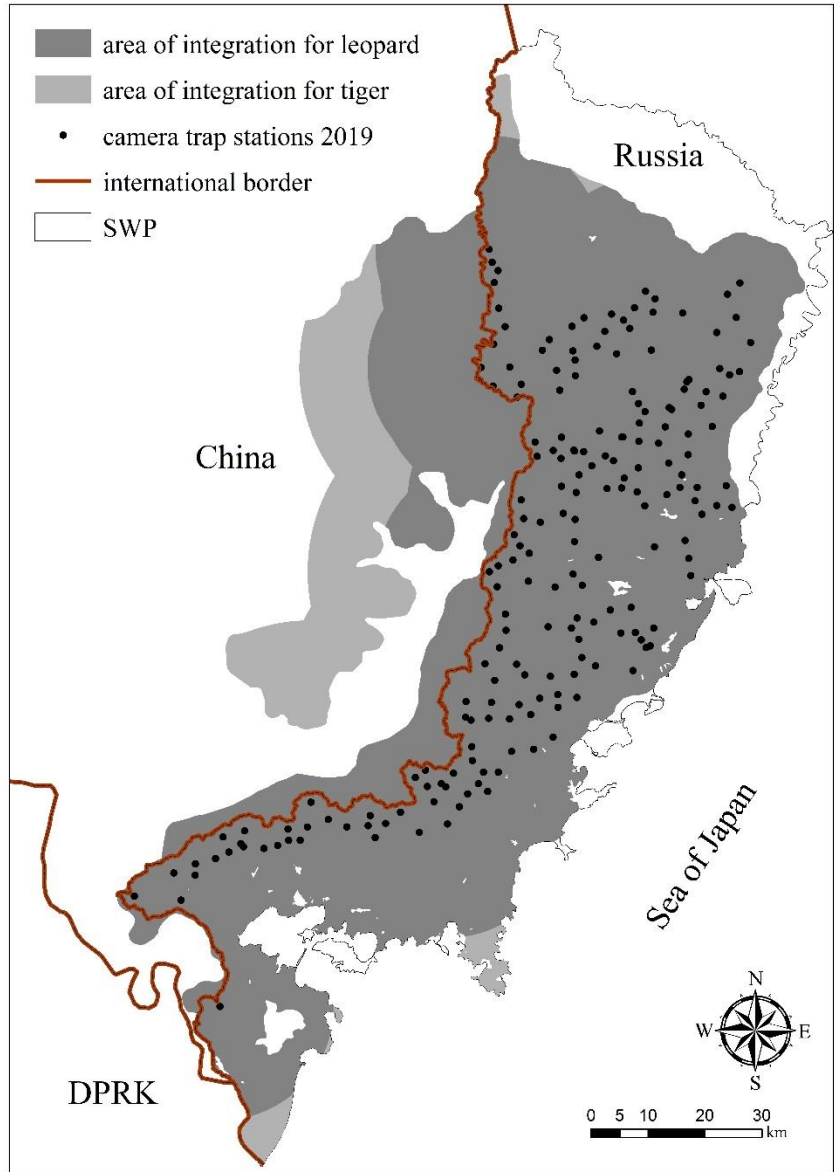 area of integration for leopard
area of integration for tiger
camera trap stations 2019
international border
SWP
Russia
China
Sea of Japan
DPRK
N
W E
S
0 5 10 20 30
km